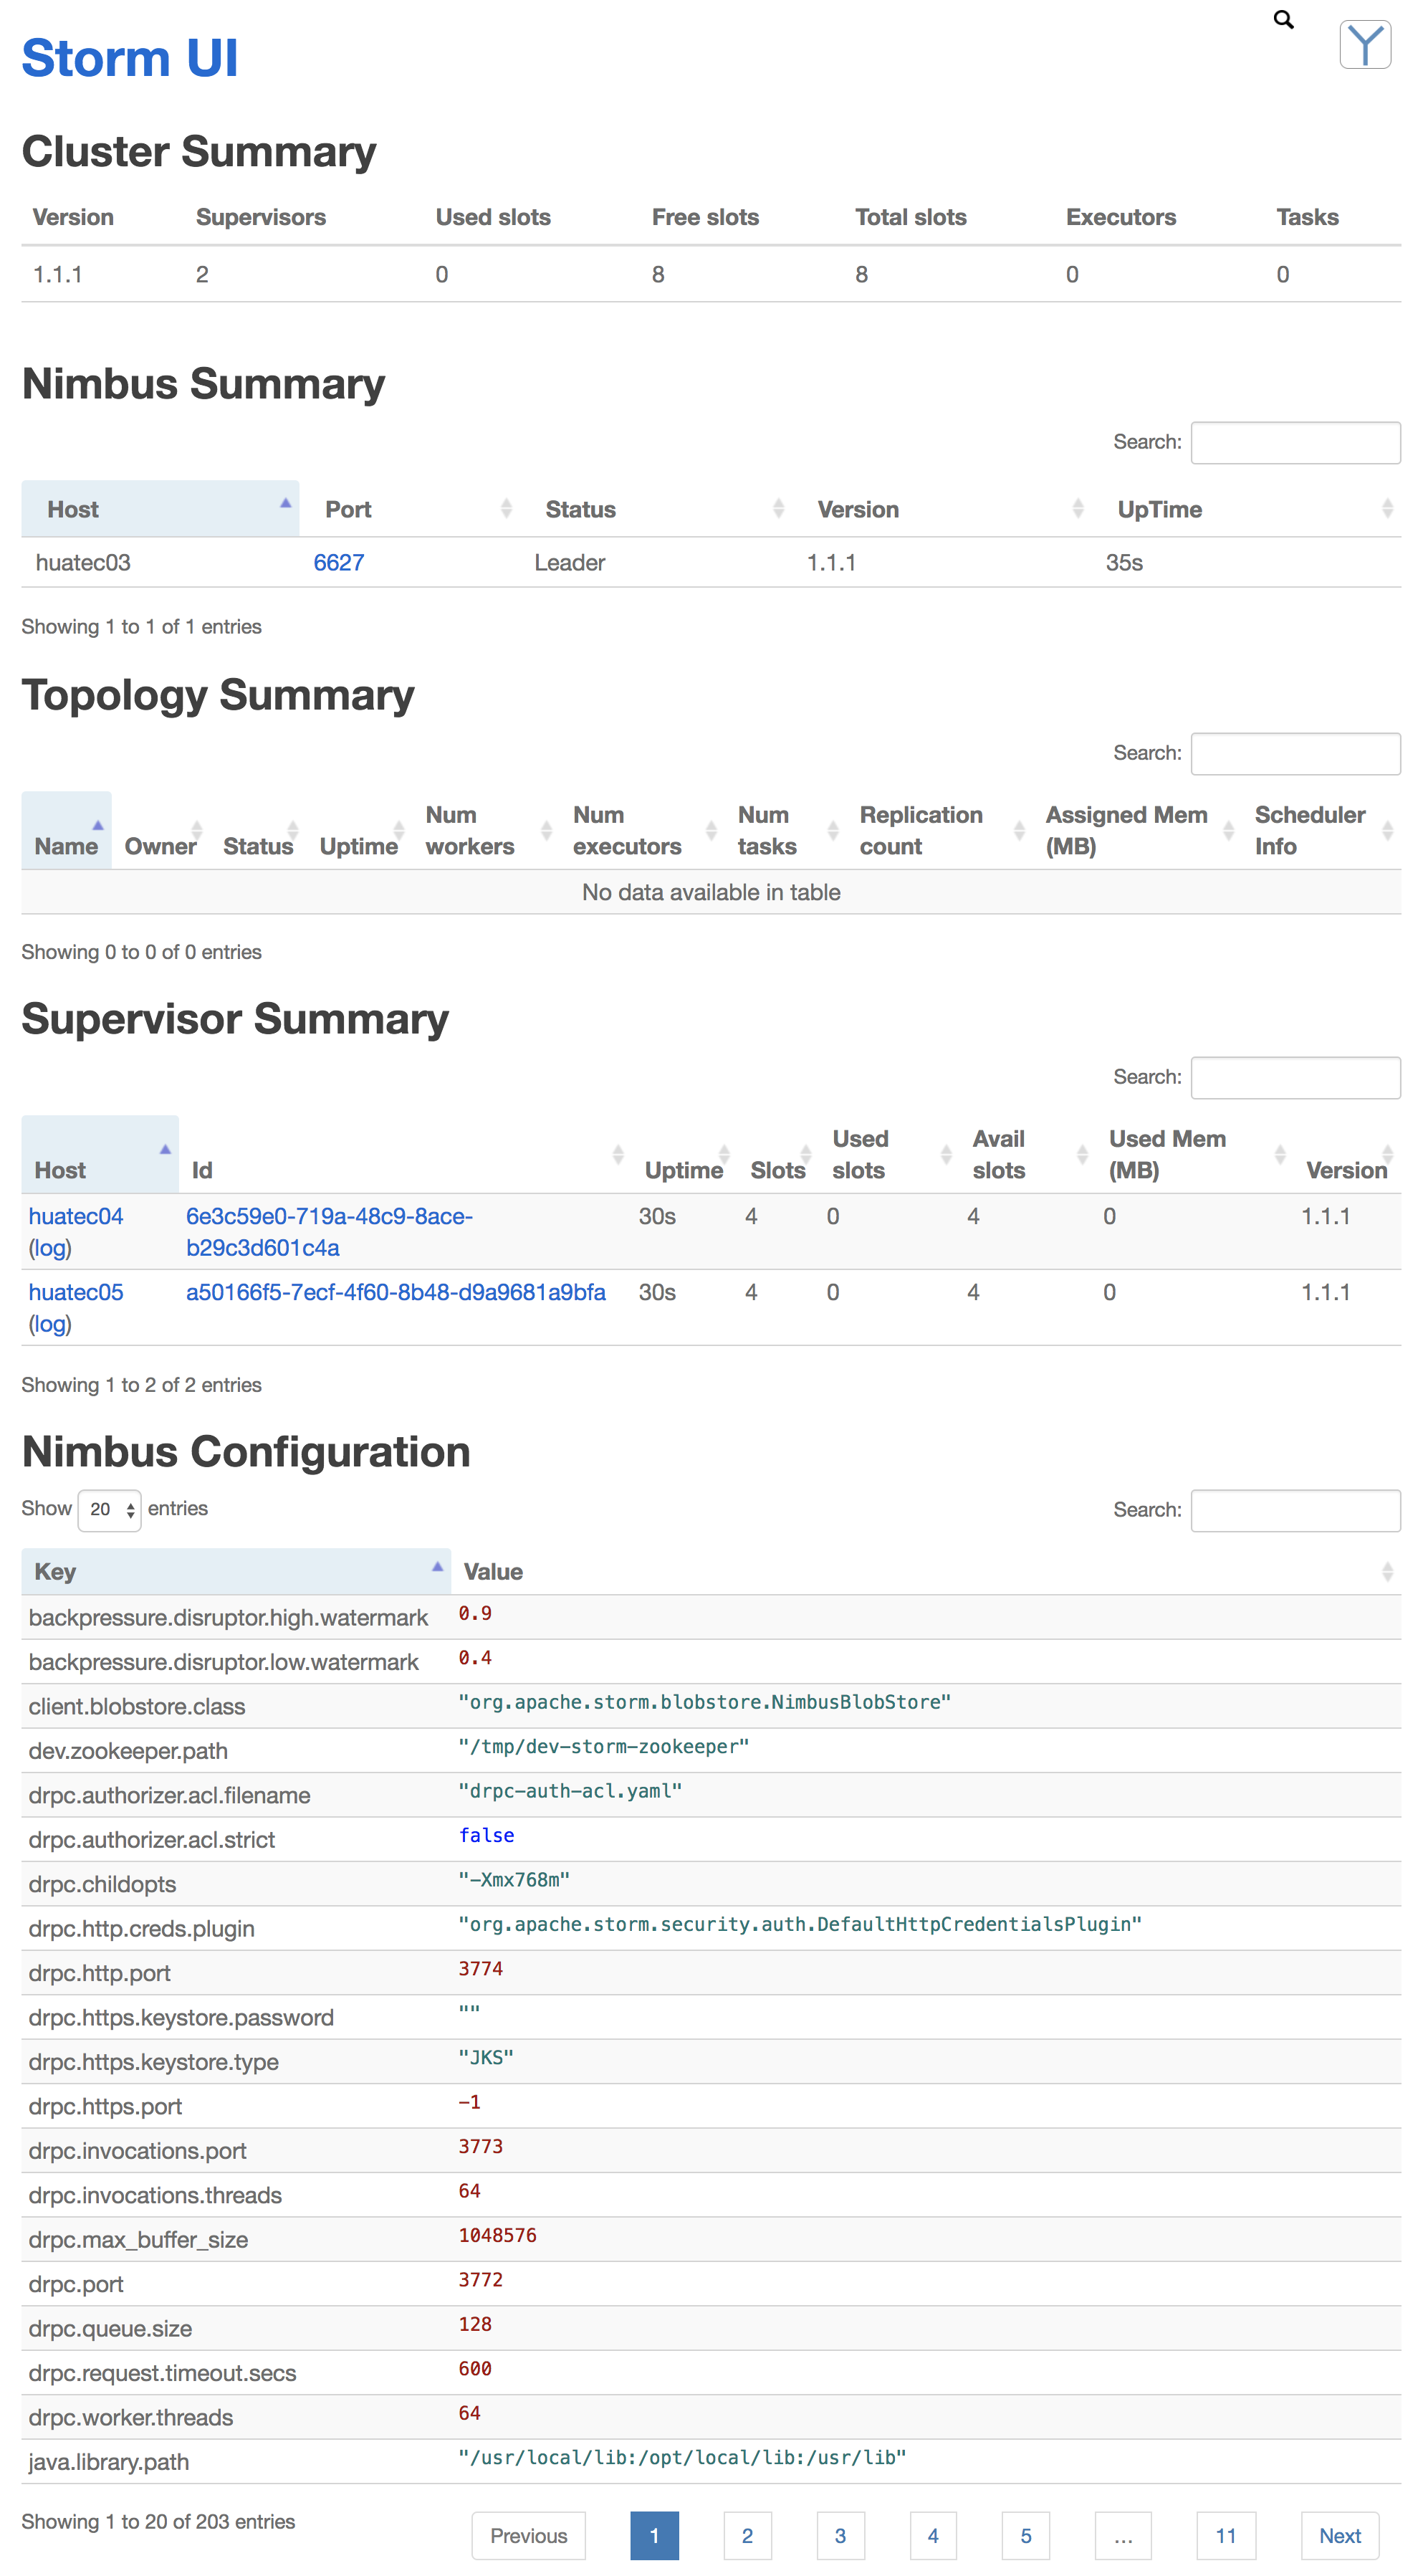 Storm UI
Cluster Summary
Version Supervisors Used slots Free slots Total slots Executors Tasks
1.1.1 2 0 8 8 0 0
Nimbus Summary
Search:
Host Port Status Version UpTime
huatec03 6627 Leader 1.1.1 35s
Showing 1 to 1 of 1 entries
Topology Summary
Search:
Name Owner Status Uptime Num workers Num executors Num tasks Replication count Assigned Mem (MB) Scheduler Info
No data available in table
Showing 0 to 0 of 0 entries
Supervisor Summary
Search:
Host Id Uptime Slots Used slots Avail slots Used Mem (MB) Version
huatec04 6e3c59e0-719a-48c9-8ace- 30s 4 0 4 0 1.1.1
(log) b29c3d601c4a
huatec05 a50166f5-7ecf-4f60-8b48-d9a9681a9bfa 30s 4 0 4 0 1.1.1
(log)
Showing 1 to 2 of 2 entries
Nimbus Configuration
Show 20 entries Search:
Key Value
backpressure.disruptor.high.watermark 0.9
backpressure.disruptor.low.watermark 0.4
client.blobstore.class "org.apache.storm.blobstore.NimbusBlobStore"
dev.zookeeper.path "/tmp/dev-storm-zookeeper"
drpc.authorizer.acl.filename "drpc-auth-acl.yaml"
drpc.authorizer.acl.strict false
drpc.childopts "-Xmx768m"
drpc.http.creds.plugin "org.apache.storm.security.auth.DefaultHttpCredentialsPlugin"
drpc.http.port 3774
drpc.https.keystore.password ""
drpc.https.keystore.type "JKS"
drpc.https.port -1
drpc.invocations.port 3773
drpc.invocations.threads 64
drpc.max_buffer_size 1048576
drpc.port 3772
drpc.queue.size 128
drpc.request.timeout.secs 600
drpc.worker.threads 64
java.library.path "/usr/local/lib:/opt/local/lib:/usr/lib"
Showing 1 to 20 of 203 entries Previous 1 2 3 4 5 … 11 Next